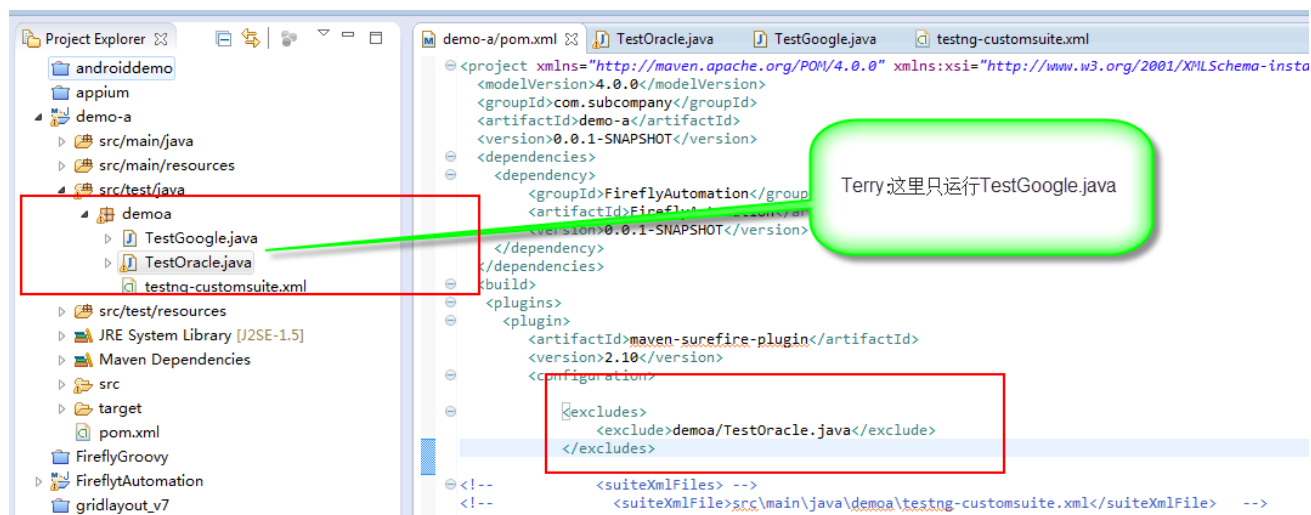 Project Explorer
androiddemo
appium
demo-a
src/main/java
src/main/resources
src/test/java
demoa
TestGoogle.java
TestOracle.java
testng-customsuite.xml
src/test/resources
JRE System Library [J2SE-1.5]
Maven Dependencies
src
target
pom.xml
FireflyGroovy
FireflytAutomation
gridlayout_v7
demo-a/pom.xml
TestOracle.java
TestGoogle.java
testng-customsuite.xml
<project xmlns="http://maven.apache.org/POM/4.0.0" xmlns:xsi="http://www.w3.org/2001/XMLSchema-insta
<modelVersion>4.0.0</modelVersion>
<groupId>com.subcompany</groupId>
<artifactId>demo-a</artifactId>
<version>0.0.1-SNAPSHOT</version>
<dependencies>
<dependency>
<groupId>FireflyAutomation</group
<artifactId>FireflyAutomation</ar
<version>0.0.1-SNAPSHOT</version>
</dependency>
</dependencies>
<build>
<plugins>
<plugin>
<artifactId>maven-surefire-plugin</artifactId>
<version>2.10</version>
<configuration>
<excludes>
<exclude>demoa/TestOracle.java</exclude>
</excludes>
<!-- <suiteXmlFiles> -->
<!-- <suiteXmlFile>src\main\java\demoa\testng-customsuite.xml</suiteXmlFile> -->
Terry:这里只运行TestGoogle.java